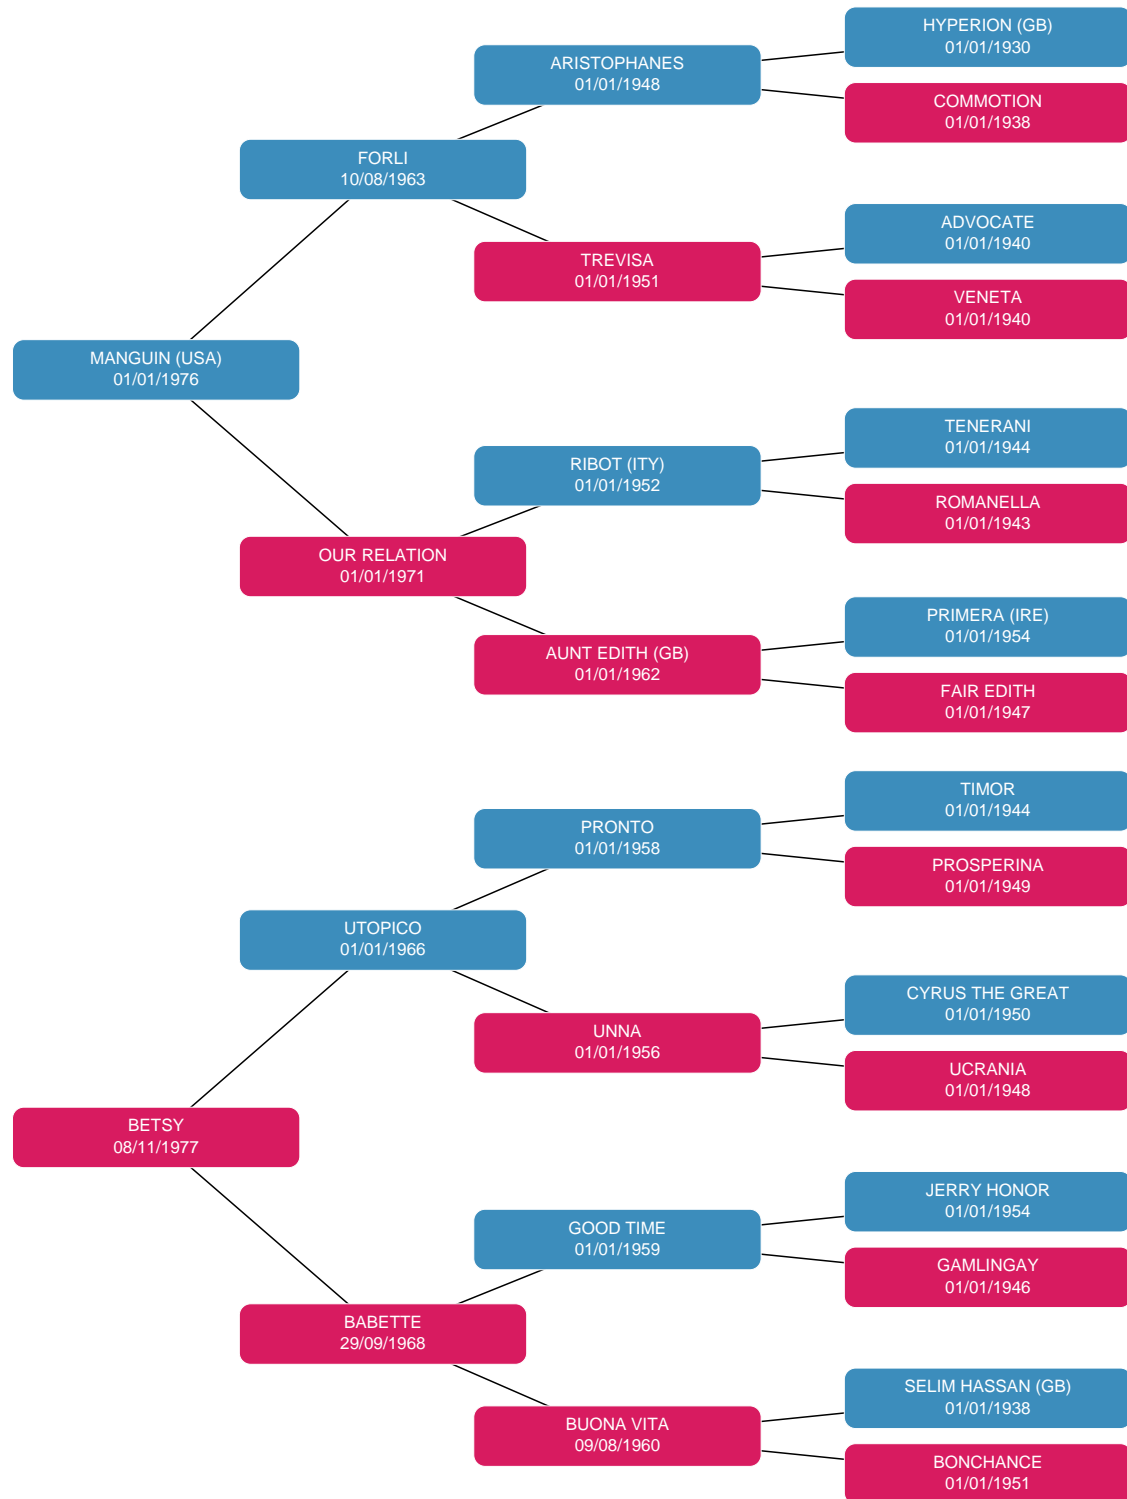 HYPERION (GB)
01/01/1930
ARISTOPHANES
01/01/1948
COMMOTION
01/01/1938
FORLI
10/08/1963
ADVOCATE
01/01/1940
TREVISA
01/01/1951
VENETA
01/01/1940
MANGUIN (USA)
01/01/1976
TENERANI
01/01/1944
RIBOT (ITY)
01/01/1952
ROMANELLA
01/01/1943
OUR RELATION
01/01/1971
PRIMERA (IRE)
01/01/1954
AUNT EDITH (GB)
01/01/1962
FAIR EDITH
01/01/1947
TIMOR
01/01/1944
PRONTO
01/01/1958
PROSPERINA
01/01/1949
UTOPICO
01/01/1966
CYRUS THE GREAT
01/01/1950
UNNA
01/01/1956
UCRANIA
01/01/1948
BETSY
08/11/1977
JERRY HONOR
01/01/1954
GOOD TIME
01/01/1959
GAMLINGAY
01/01/1946
BABETTE
29/09/1968
SELIM HASSAN (GB)
01/01/1938
BUONA VITA
09/08/1960
BONCHANCE
01/01/1951